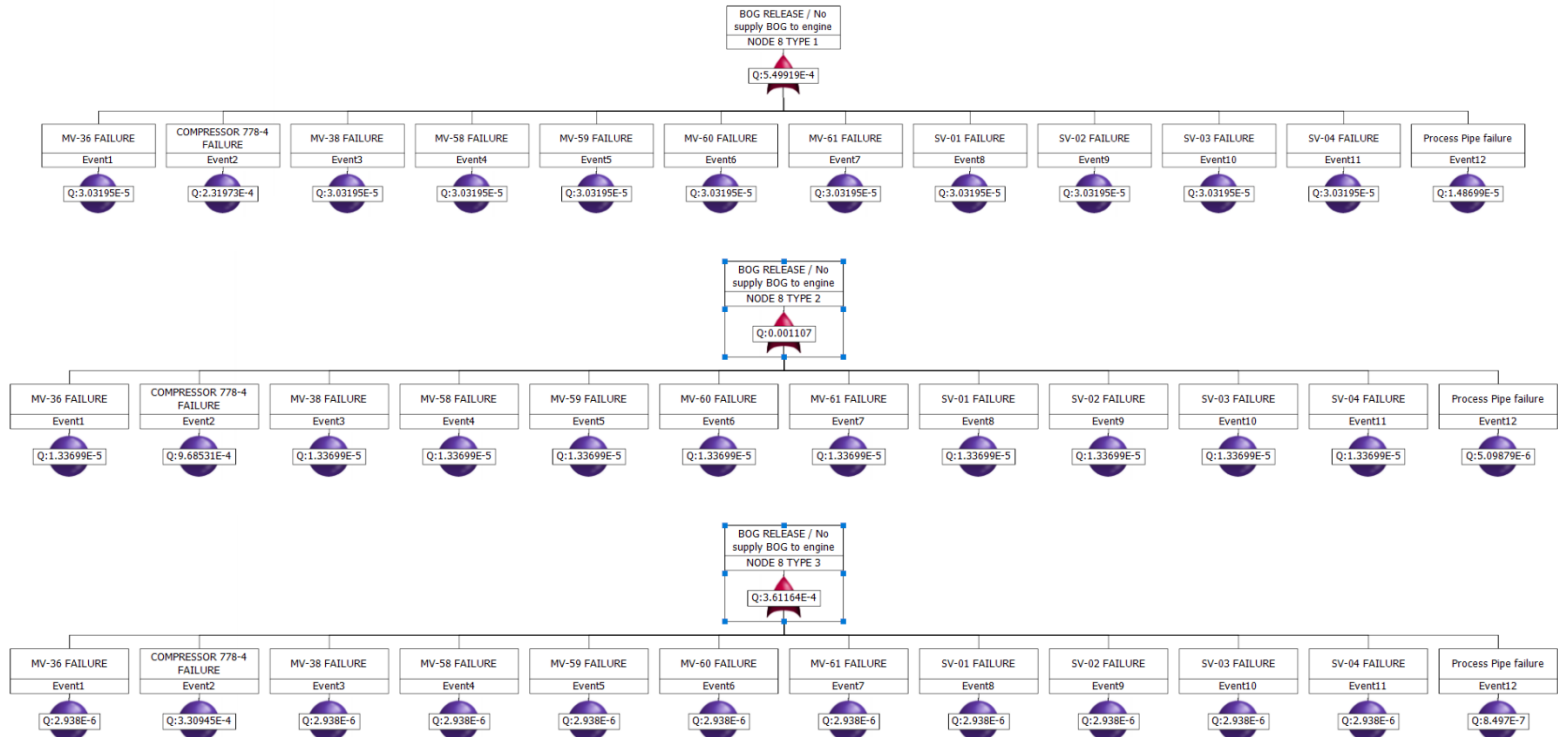 BOG RELEASE / No
supply BOG to engine
NODE 8 TYPE 1
Q:5.49919E-4
MV-36 FAILURE
Event1
Q:3.03195E-5
COMPRESSOR 778-4
FAILURE
Event2
Q:2.31973E-4
MV-38 FAILURE
Event3
Q:3.03195E-5
MV-58 FAILURE
Event4
Q:3.03195E-5
MV-59 FAILURE
Event5
Q:3.03195E-5
MV-60 FAILURE
Event6
Q:3.03195E-5
MV-61 FAILURE
Event7
Q:3.03195E-5
SV-01 FAILURE
Event8
Q:3.03195E-5
SV-02 FAILURE
Event9
Q:3.03195E-5
SV-03 FAILURE
Event10
Q:3.03195E-5
SV-04 FAILURE
Event11
Q:3.03195E-5
Process Pipe failure
Event12
Q:1.48699E-5
BOG RELEASE / No
supply BOG to engine
NODE 8 TYPE 2
Q:0.001107
MV-36 FAILURE
Event1
Q:1.33699E-5
COMPRESSOR 778-4
FAILURE
Event2
Q:9.68531E-4
MV-38 FAILURE
Event3
Q:1.33699E-5
MV-58 FAILURE
Event4
Q:1.33699E-5
MV-59 FAILURE
Event5
Q:1.33699E-5
MV-60 FAILURE
Event6
Q:1.33699E-5
MV-61 FAILURE
Event7
Q:1.33699E-5
SV-01 FAILURE
Event8
Q:1.33699E-5
SV-02 FAILURE
Event9
Q:1.33699E-5
SV-03 FAILURE
Event10
Q:1.33699E-5
SV-04 FAILURE
Event11
Q:1.33699E-5
Process Pipe failure
Event12
Q:5.09879E-6
BOG RELEASE / No
supply BOG to engine
NODE 8 TYPE 3
Q:3.61164E-4
MV-36 FAILURE
Event1
Q:2.938E-6
COMPRESSOR 778-4
FAILURE
Event2
Q:3.30945E-4
MV-38 FAILURE
Event3
Q:2.938E-6
MV-58 FAILURE
Event4
Q:2.938E-6
MV-59 FAILURE
Event5
Q:2.938E-6
MV-60 FAILURE
Event6
Q:2.938E-6
MV-61 FAILURE
Event7
Q:2.938E-6
SV-01 FAILURE
Event8
Q:2.938E-6
SV-02 FAILURE
Event9
Q:2.938E-6
SV-03 FAILURE
Event10
Q:2.938E-6
SV-04 FAILURE
Event11
Q:2.938E-6
Process Pipe failure
Event12
Q:8.497E-7